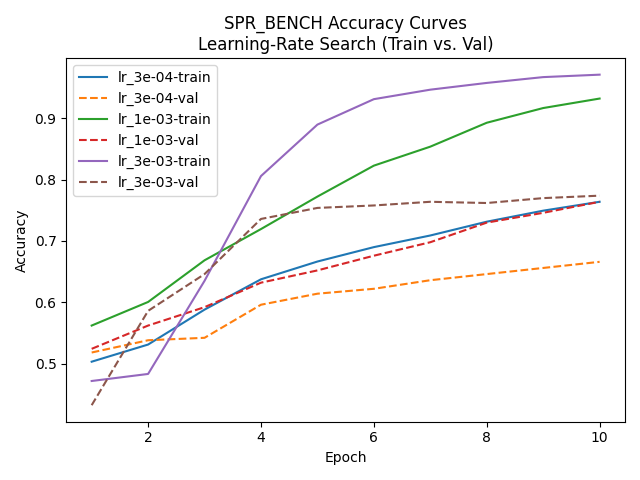 SPR_BENCH Accuracy Curves
Learning-Rate Search (Train vs. Val)
lr_3e-04-train
lr_3e-04-val
lr_1e-03-train
lr_1e-03-val
lr_3e-03-train
lr_3e-03-val
Accuracy
0.9
0.8
0.7
0.6
0.5
2 4 6 8 10
Epoch